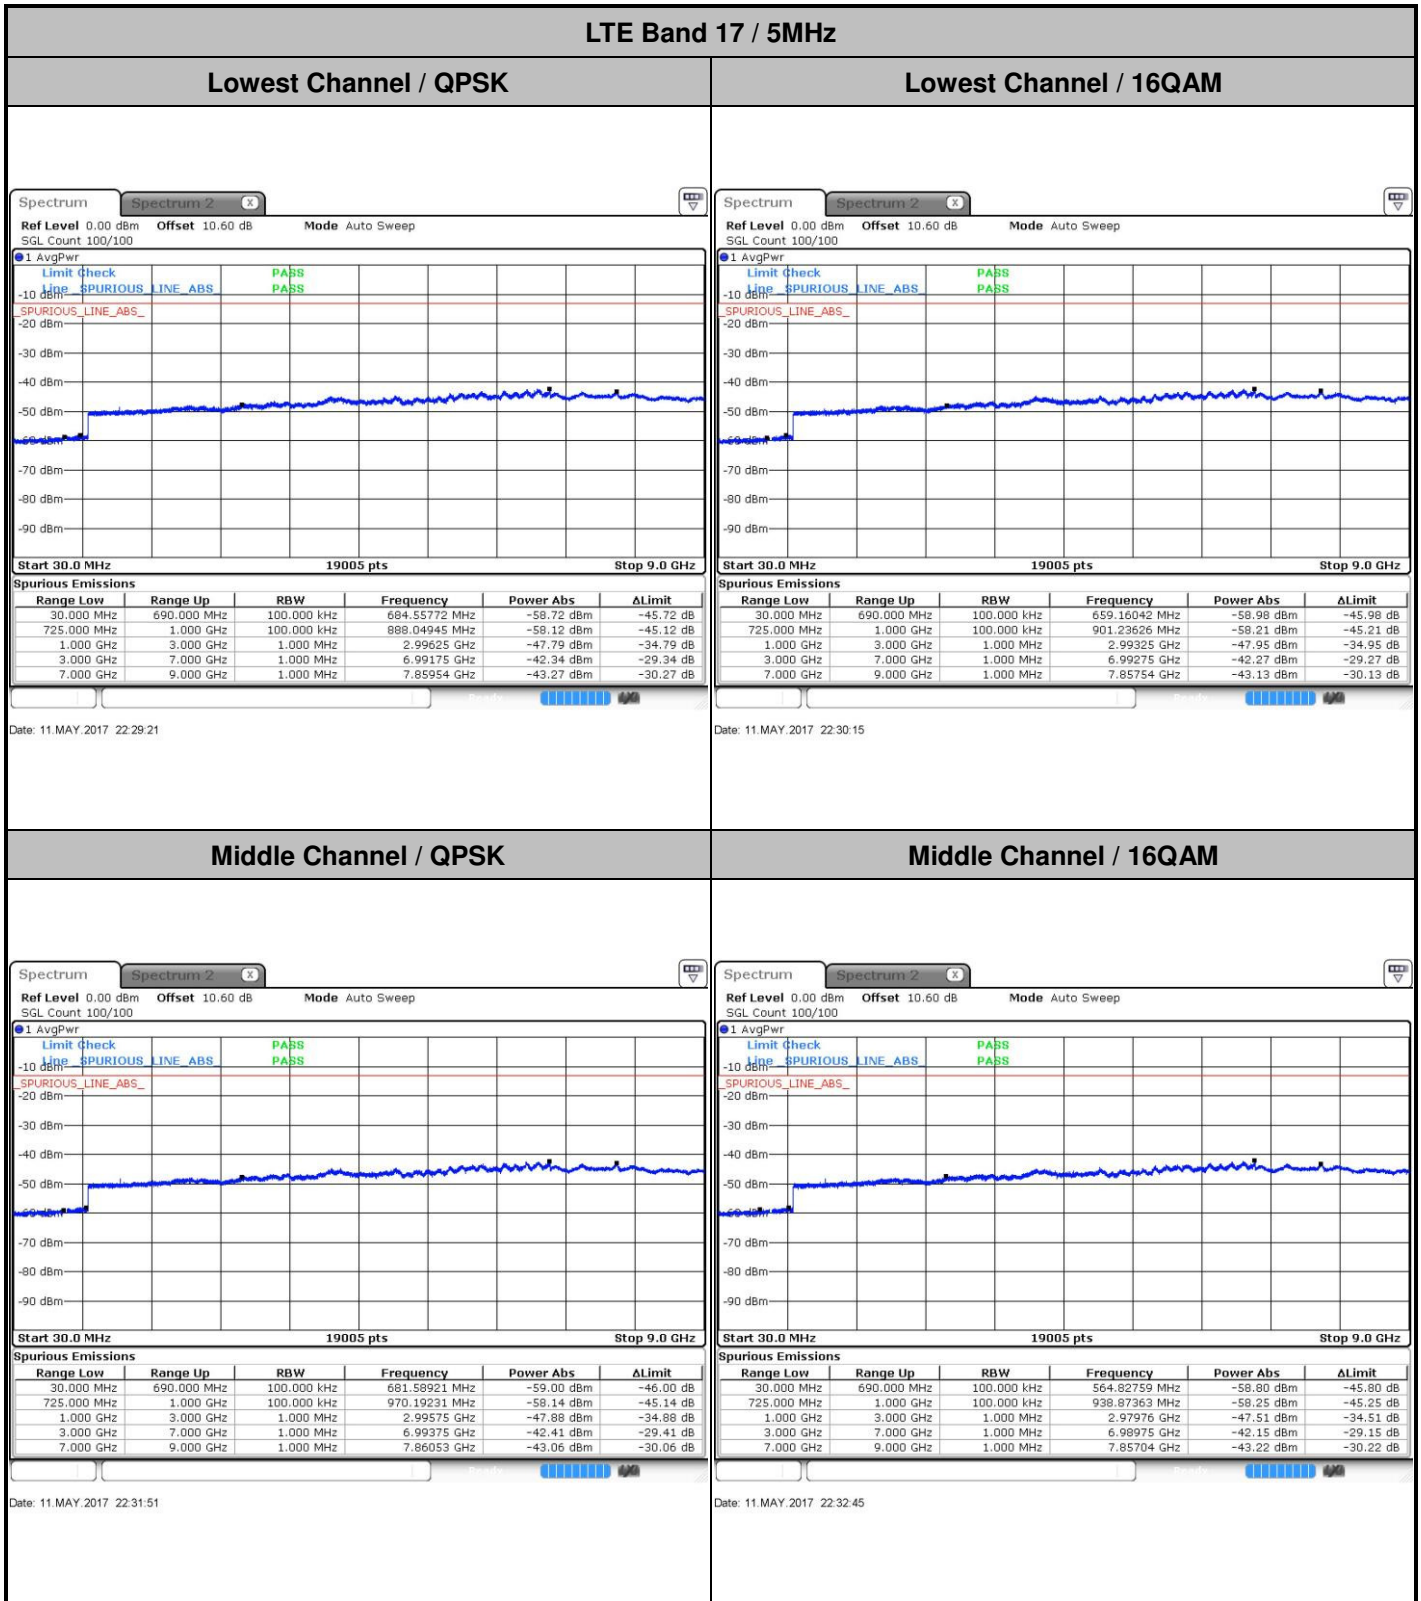 LTE Band 17 / 5MHz
Lowest Channel / QPSK
Lowest Channel / 16QAM
Spectrum Spectrum 2 X
Ref Level 0.00 dBm Offset 10.60 dB Mode Auto Sweep
SGL Count 100/100
1 AvgPwr
Limit Check PASS
Line _SPURIOUS_LINE_ABS_ PASS
-10 dBm
_SPURIOUS_LINE_ABS_
-20 dBm
-30 dBm
-40 dBm
-50 dBm
-60 dBm
-70 dBm
-80 dBm
-90 dBm
Start 30.0 MHz 19005 pts Stop 9.0 GHz
Spurious Emissions
Range Low Range Up RBW Frequency Power Abs ΔLimit
30.000 MHz 690.000 MHz 100.000 kHz 684.55772 MHz -58.72 dBm -45.72 dB
725.000 MHz 1.000 GHz 100.000 kHz 888.04945 MHz -58.12 dBm -45.12 dB
1.000 GHz 3.000 GHz 1.000 MHz 2.99625 GHz -47.79 dBm -34.79 dB
3.000 GHz 7.000 GHz 1.000 MHz 6.99175 GHz -42.34 dBm -29.34 dB
7.000 GHz 9.000 GHz 1.000 MHz 7.85954 GHz -43.27 dBm -30.27 dB
Date: 11.MAY.2017 22:29:21
Spectrum Spectrum 2 X
Ref Level 0.00 dBm Offset 10.60 dB Mode Auto Sweep
SGL Count 100/100
1 AvgPwr
Limit Check PASS
Line _SPURIOUS_LINE_ABS_ PASS
-10 dBm
_SPURIOUS_LINE_ABS_
-20 dBm
-30 dBm
-40 dBm
-50 dBm
-60 dBm
-70 dBm
-80 dBm
-90 dBm
Start 30.0 MHz 19005 pts Stop 9.0 GHz
Spurious Emissions
Range Low Range Up RBW Frequency Power Abs ΔLimit
30.000 MHz 690.000 MHz 100.000 kHz 659.16042 MHz -58.98 dBm -45.98 dB
725.000 MHz 1.000 GHz 100.000 kHz 901.23626 MHz -58.21 dBm -45.21 dB
1.000 GHz 3.000 GHz 1.000 MHz 2.99325 GHz -47.95 dBm -34.95 dB
3.000 GHz 7.000 GHz 1.000 MHz 6.99275 GHz -42.27 dBm -29.27 dB
7.000 GHz 9.000 GHz 1.000 MHz 7.85754 GHz -43.13 dBm -30.13 dB
Date: 11.MAY.2017 22:30:15
Middle Channel / QPSK
Middle Channel / 16QAM
Spectrum Spectrum 2 X
Ref Level 0.00 dBm Offset 10.60 dB Mode Auto Sweep
SGL Count 100/100
1 AvgPwr
Limit Check PASS
Line _SPURIOUS_LINE_ABS_ PASS
-10 dBm
_SPURIOUS_LINE_ABS_
-20 dBm
-30 dBm
-40 dBm
-50 dBm
-60 dBm
-70 dBm
-80 dBm
-90 dBm
Start 30.0 MHz 19005 pts Stop 9.0 GHz
Spurious Emissions
Range Low Range Up RBW Frequency Power Abs ΔLimit
30.000 MHz 690.000 MHz 100.000 kHz 681.58921 MHz -59.00 dBm -46.00 dB
725.000 MHz 1.000 GHz 100.000 kHz 970.19231 MHz -58.14 dBm -45.14 dB
1.000 GHz 3.000 GHz 1.000 MHz 2.99575 GHz -47.88 dBm -34.88 dB
3.000 GHz 7.000 GHz 1.000 MHz 6.99375 GHz -42.41 dBm -29.41 dB
7.000 GHz 9.000 GHz 1.000 MHz 7.86053 GHz -43.06 dBm -30.06 dB
Date: 11.MAY.2017 22:31:51
Spectrum Spectrum 2 X
Ref Level 0.00 dBm Offset 10.60 dB Mode Auto Sweep
SGL Count 100/100
1 AvgPwr
Limit Check PASS
Line _SPURIOUS_LINE_ABS_ PASS
-10 dBm
_SPURIOUS_LINE_ABS_
-20 dBm
-30 dBm
-40 dBm
-50 dBm
-60 dBm
-70 dBm
-80 dBm
-90 dBm
Start 30.0 MHz 19005 pts Stop 9.0 GHz
Spurious Emissions
Range Low Range Up RBW Frequency Power Abs ΔLimit
30.000 MHz 690.000 MHz 100.000 kHz 564.82759 MHz -58.80 dBm -45.80 dB
725.000 MHz 1.000 GHz 100.000 kHz 938.87363 MHz -58.25 dBm -45.25 dB
1.000 GHz 3.000 GHz 1.000 MHz 2.97976 GHz -47.51 dBm -34.51 dB
3.000 GHz 7.000 GHz 1.000 MHz 6.98975 GHz -42.15 dBm -29.15 dB
7.000 GHz 9.000 GHz 1.000 MHz 7.85704 GHz -43.22 dBm -30.22 dB
Date: 11.MAY.2017 22:32:45